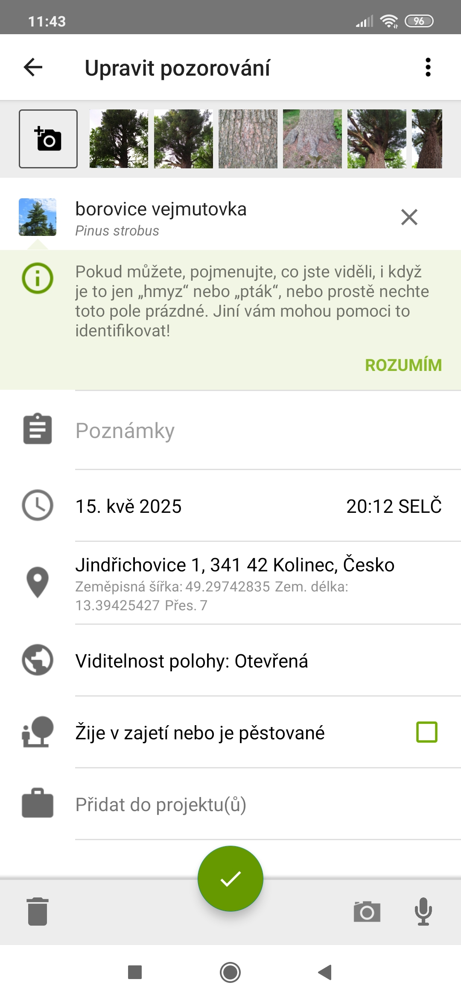 11:43
96
Upravit pozorování
borovice vejmutovka
Pinus strobus
Pokud můžete, pojmenujte, co jste viděli, i když
je to jen „hmyz“ nebo „pták“, nebo prostě nechte
toto pole prázdné. Jiní vám mohou pomoci to
identifikovat!
ROZUMÍM
Poznámky
15. kvě 2025
20:12 SELČ
Jindřichovice 1, 341 42 Kolinec, Česko
Zeměpisná šířka: 49.29742835 Zem. délka:
13.39425427 Přes. 7
Viditelnost polohy: Otevřená
Žije v zajetí nebo je pěstované
Přidat do projektu(ů)